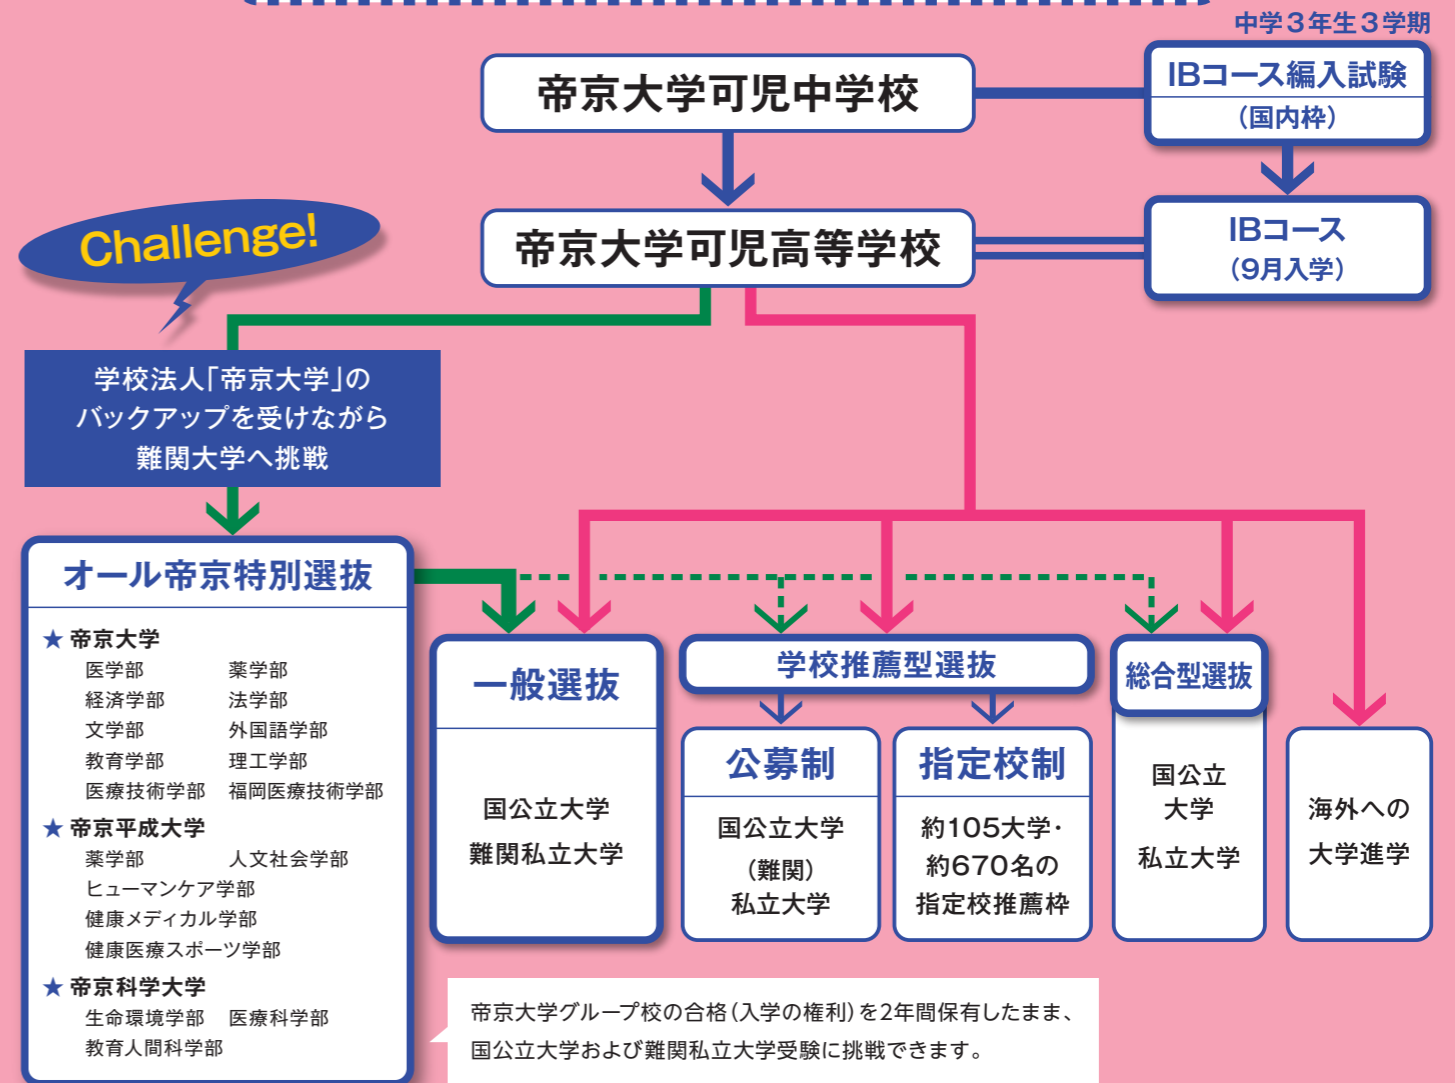 中学3年生3学期
帝京大学可児中学校
IBコース編入試験
（国内枠）
Challenge!
帝京大学可児高等学校
IBコース
（9月入学）
学校法人「帝京大学」の
バックアップを受けながら
難関大学へ挑戦
オール帝京特別選抜
★ 帝京大学
医学部 薬学部
経済学部 法学部
文学部 外国語学部
教育学部 理工学部
医療技術学部 福岡医療技術学部
★ 帝京平成大学
薬学部 人文社会学部
ヒューマンケア学部
健康メディカル学部
健康医療スポーツ学部
★ 帝京科学大学
生命環境学部 医療科学部
教育人間科学部
一般選抜
国公立大学
難関私立大学
学校推薦型選抜
公募制
国公立大学
（難関）
私立大学
指定校制
約105大学・
約670名の
指定校推薦枠
総合型選抜
国公立
大学
私立大学
海外への
大学進学
帝京大学グループ校の合格（入学の権利）を2年間保有したまま、
国公立大学および難関私立大学受験に挑戦できます。